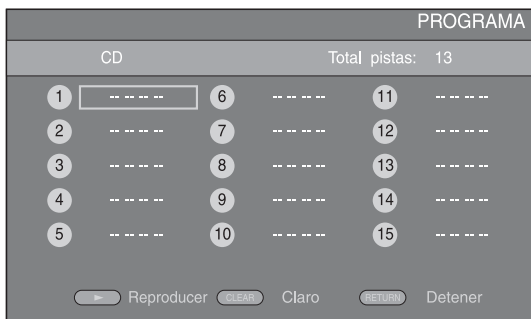 PROGRAMA
CD Total pistas: 13
1 -- -- -- -- 6 -- -- -- -- 11 -- -- -- --
2 -- -- -- -- 7 -- -- -- -- 12 -- -- -- --
3 -- -- -- -- 8 -- -- -- -- 13 -- -- -- --
4 -- -- -- -- 9 -- -- -- -- 14 -- -- -- --
5 -- -- -- -- 10 -- -- -- -- 15 -- -- -- --
Reproducer CLEAR Claro RETURN Detener